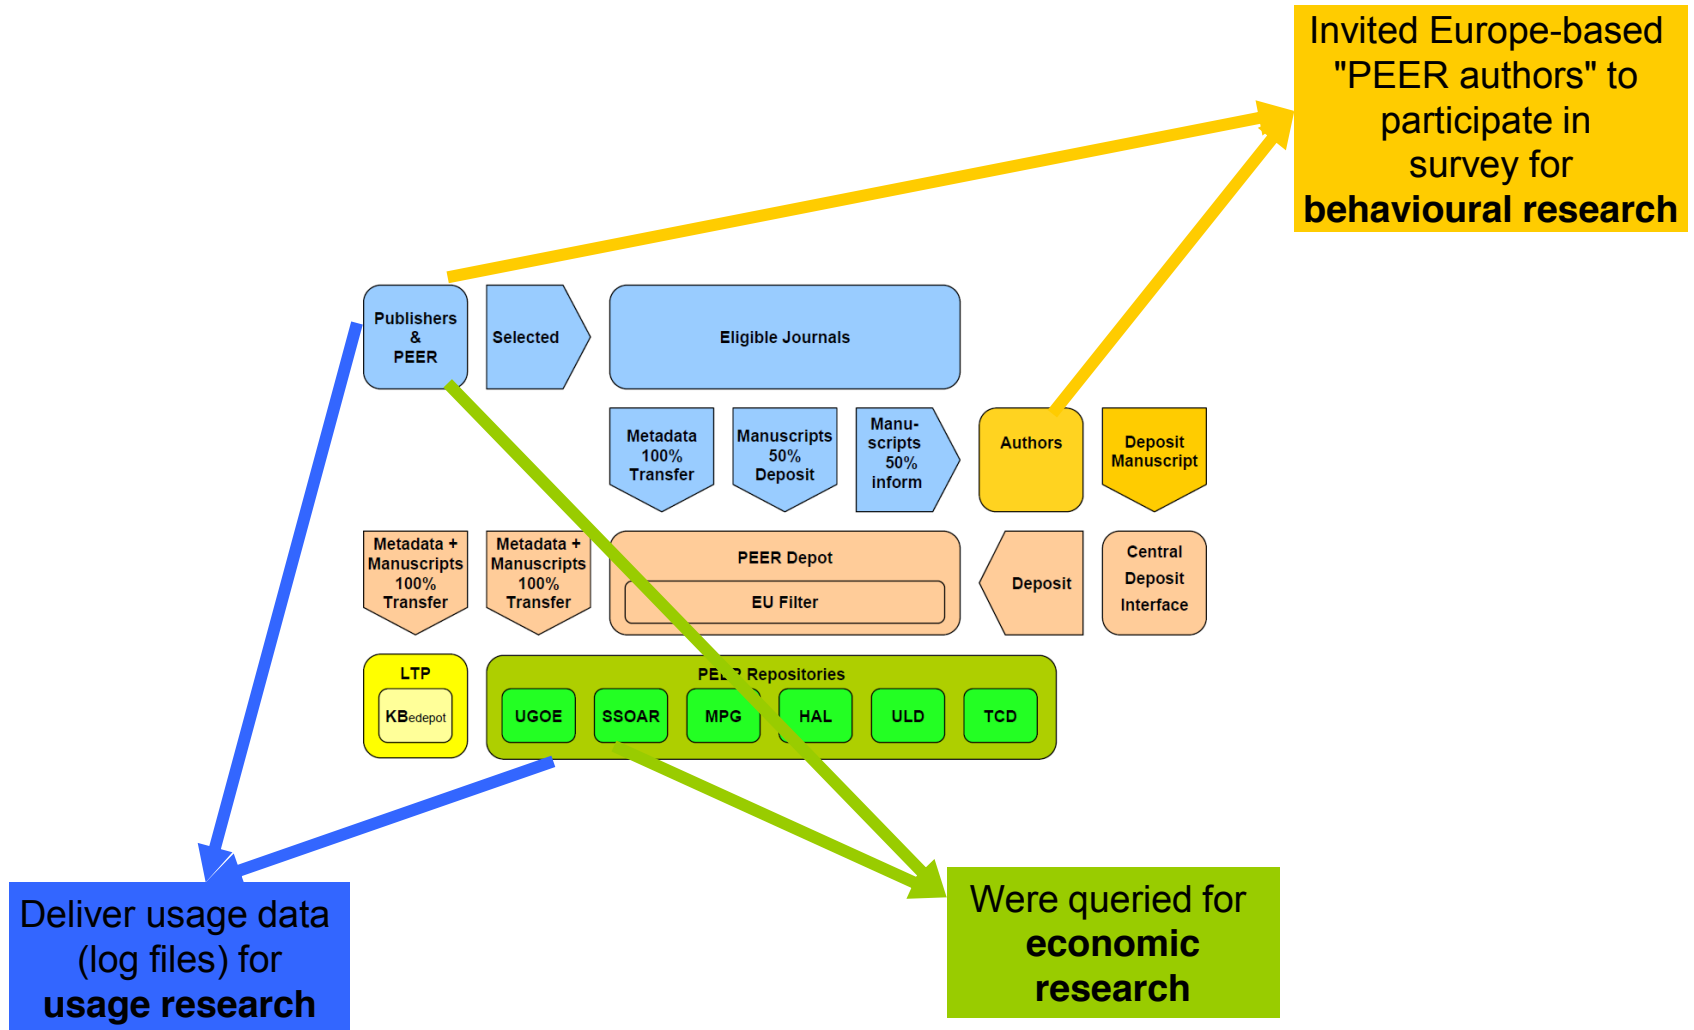 Invited Europe-based
"PEER authors" to
participate in
survey for
behavioural research
Publishers
&
PEER
Selected
Eligible Journals
Metadata
100%
Transfer
Manuscripts
50%
Deposit
Manu-
scripts
50%
inform
Authors
Deposit
Manuscript
Metadata +
Manuscripts
100%
Transfer
Metadata +
Manuscripts
100%
Transfer
PEER Depot
EU Filter
Deposit
Central
Deposit
Interface
LTP
KBedepot
PEER Repositories
UGOE
SSOAR
MPG
HAL
ULD
TCD
Deliver usage data
(log files) for
usage research
Were queried for
economic
research